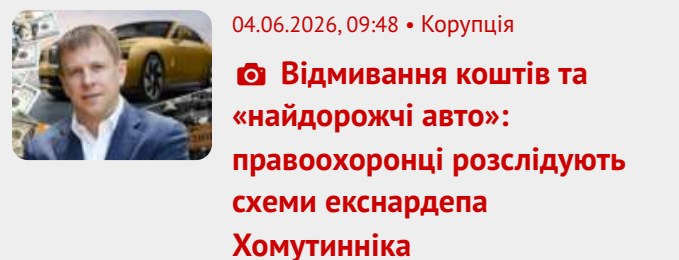 04.06.2026, 09:48 • Корупція
Відмивання коштів та
«найдорожчі авто»:
правоохоронці розслідують
схеми екснардепа
Хомутинніка